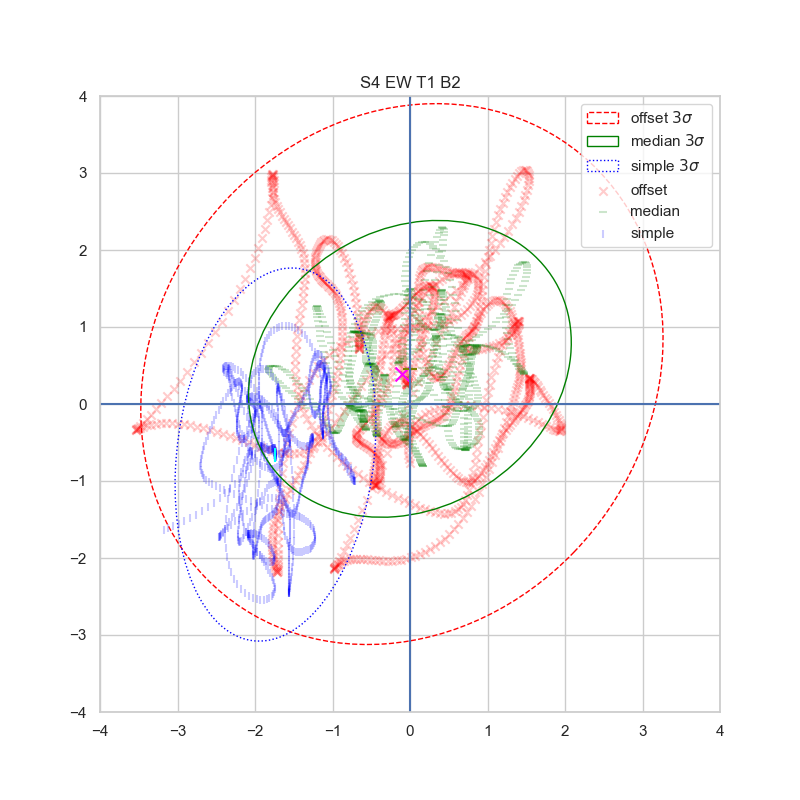 S4 EW T1 B2
offset 3σ
median 3σ
simple 3σ
offset
median
simple
4
3
2
1
0
−1
−2
−3
−4
−4 −3 −2 −1 0 1 2 3 4